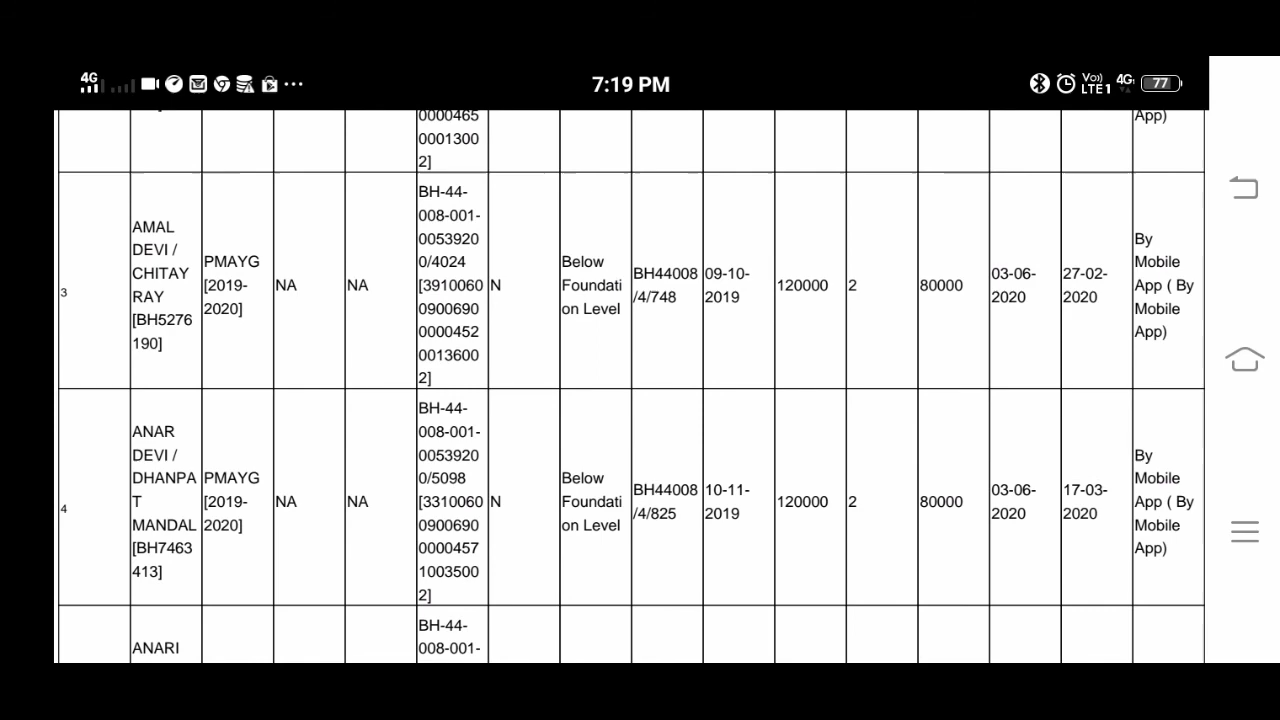 4G
7:19 PM
Vo)) LTE1
4G
77
0000465
0001300
2]
App)
3
AMAL
DEVI /
CHITAY
RAY
[BH5276
190]
PMAYG
[2019-
2020]
NA
NA
BH-44-
008-001-
0053920
0/4024
[3910060
0900690
0000452
0013600
2]
N
Below
Foundati
on Level
BH44008
/4/748
09-10-
2019
120000
2
80000
03-06-
2020
27-02-
2020
By
Mobile
App ( By
Mobile
App)
4
ANAR
DEVI /
DHANPA
T
MANDAL
[BH7463
413]
PMAYG
[2019-
2020]
NA
NA
BH-44-
008-001-
0053920
0/5098
[3310060
0900690
0000457
1003500
2]
N
Below
Foundati
on Level
BH44008
/4/825
10-11-
2019
120000
2
80000
03-06-
2020
17-03-
2020
By
Mobile
App ( By
Mobile
App)
ANARI
BH-44-
008-001-